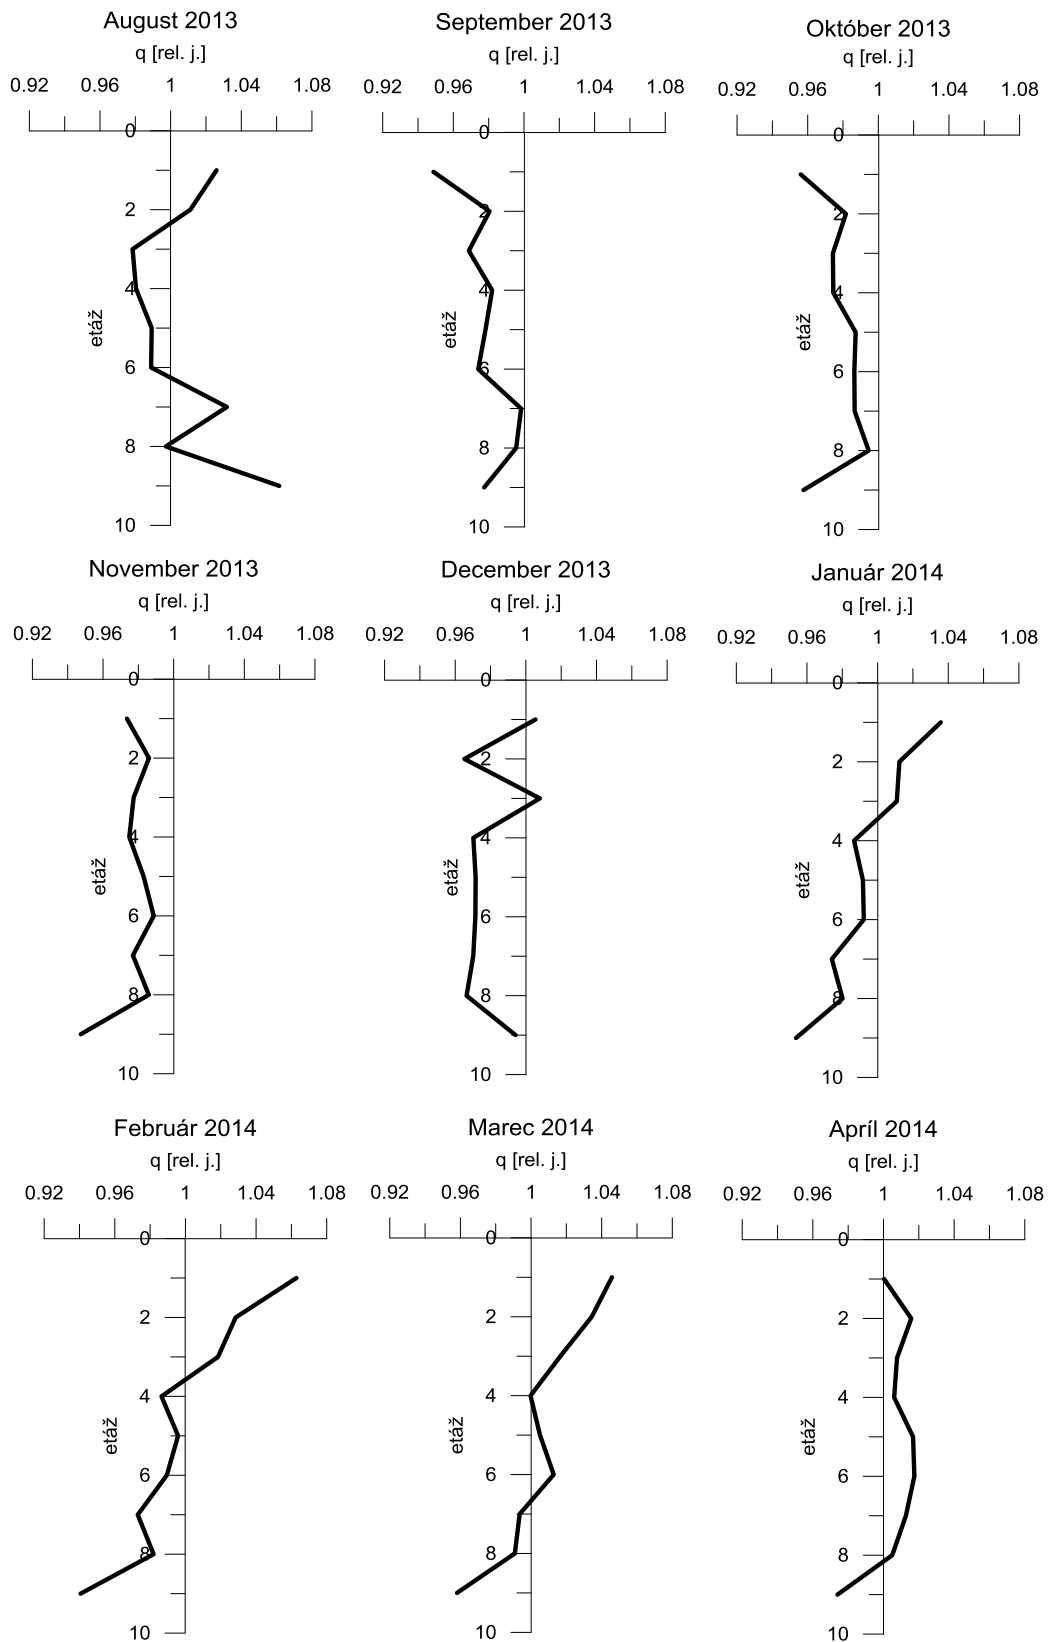 August 2013
q [rel. j.]
0.92 0.96 1 1.04 1.08
0
2
4
etáž
6
8
10
September 2013
q [rel. j.]
0.92 0.96 1 1.04 1.08
0
2
4
etáž
6
8
10
Október 2013
q [rel. j.]
0.92 0.96 1 1.04 1.08
0
2
4
etáž
6
8
10
November 2013
q [rel. j.]
0.92 0.96 1 1.04 1.08
0
2
4
etáž
6
8
10
December 2013
q [rel. j.]
0.92 0.96 1 1.04 1.08
0
2
4
etáž
6
8
10
Január 2014
q [rel. j.]
0.92 0.96 1 1.04 1.08
0
2
4
etáž
6
8
10
Február 2014
q [rel. j.]
0.92 0.96 1 1.04 1.08
0
2
4
etáž
6
8
10
Marec 2014
q [rel. j.]
0.92 0.96 1 1.04 1.08
0
2
4
etáž
6
8
10
Apríl 2014
q [rel. j.]
0.92 0.96 1 1.04 1.08
0
2
4
etáž
6
8
10